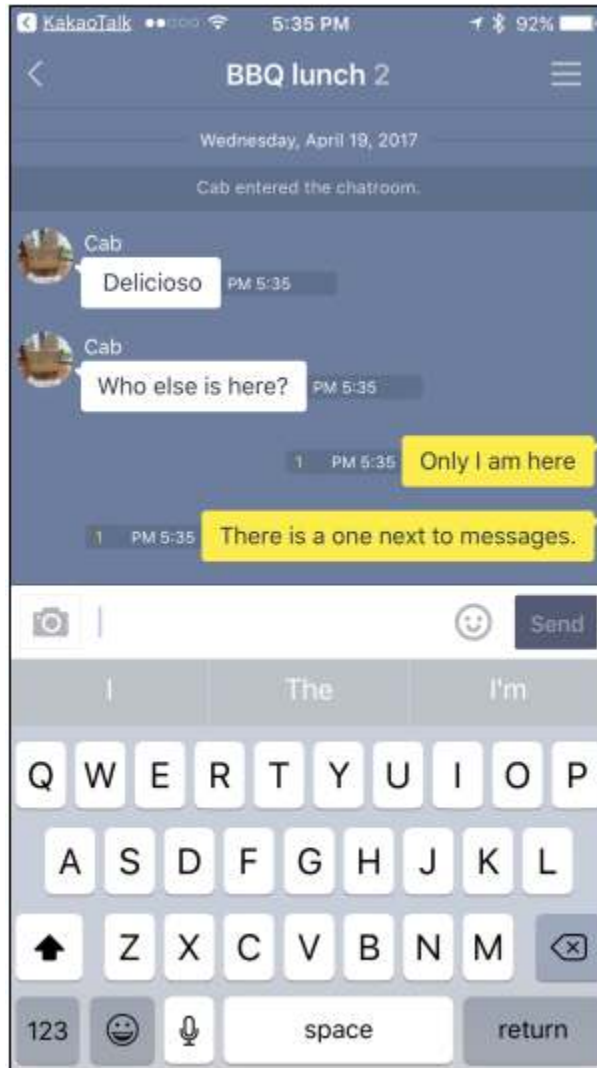 KakaoTalk 5:35 PM 92%
BBQ lunch 2
Wednesday, April 19, 2017
Cab entered the chatroom.
Cab
Delicioso PM 5:35
Cab
Who else is here? PM 5:35
1 PM 5:35 Only I am here
1 PM 5:35 There is a one next to messages.
Send
I The I'm
Q W E R T Y U I O P
A S D F G H J K L
Z X C V B N M
123 space return